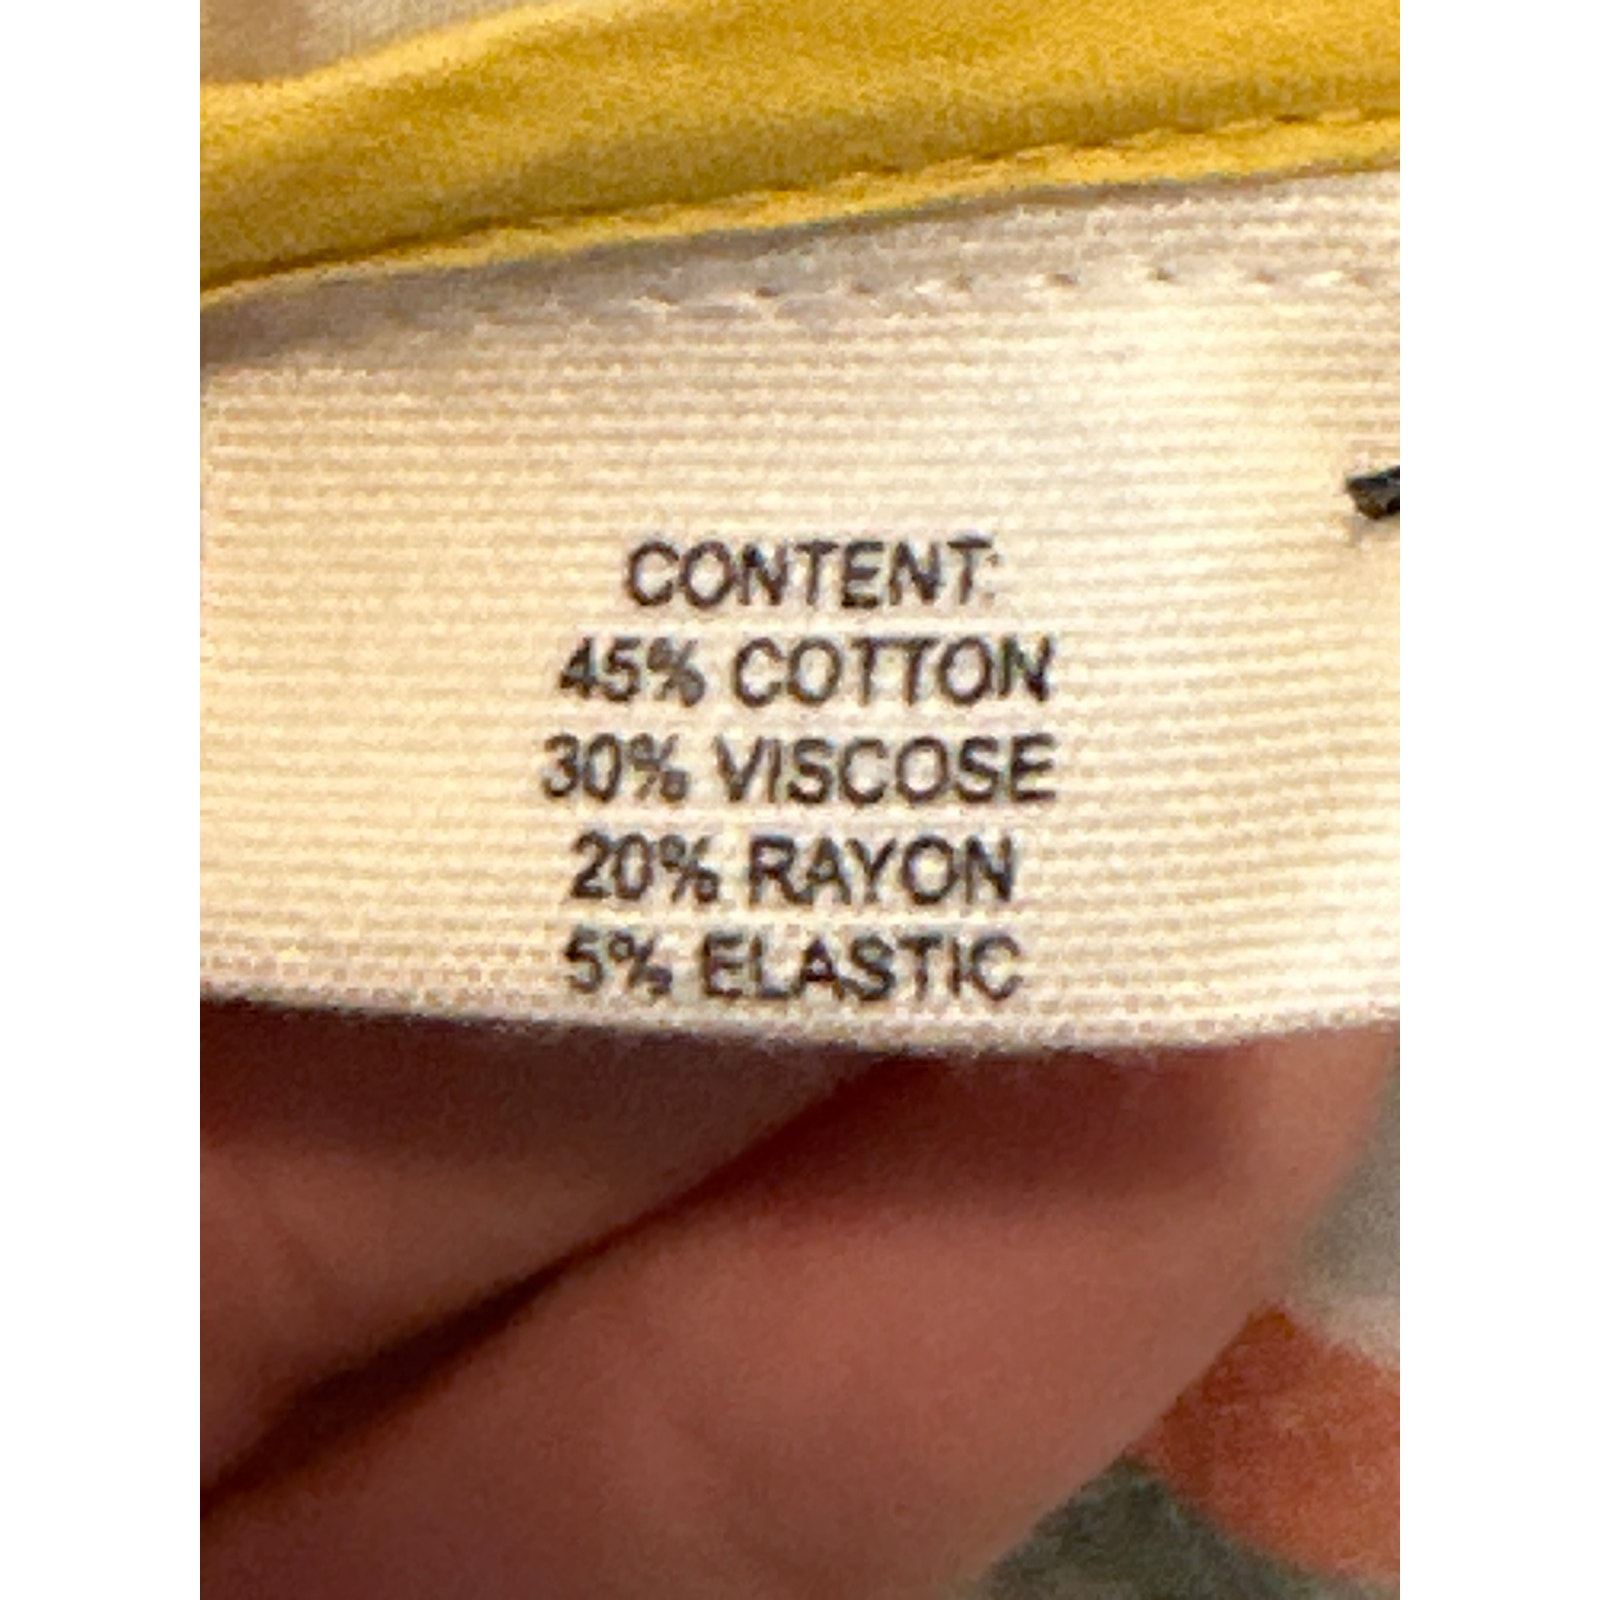 CONTENT:
45% COTTON
30% VISCOSE
20% RAYON
5% ELASTIC